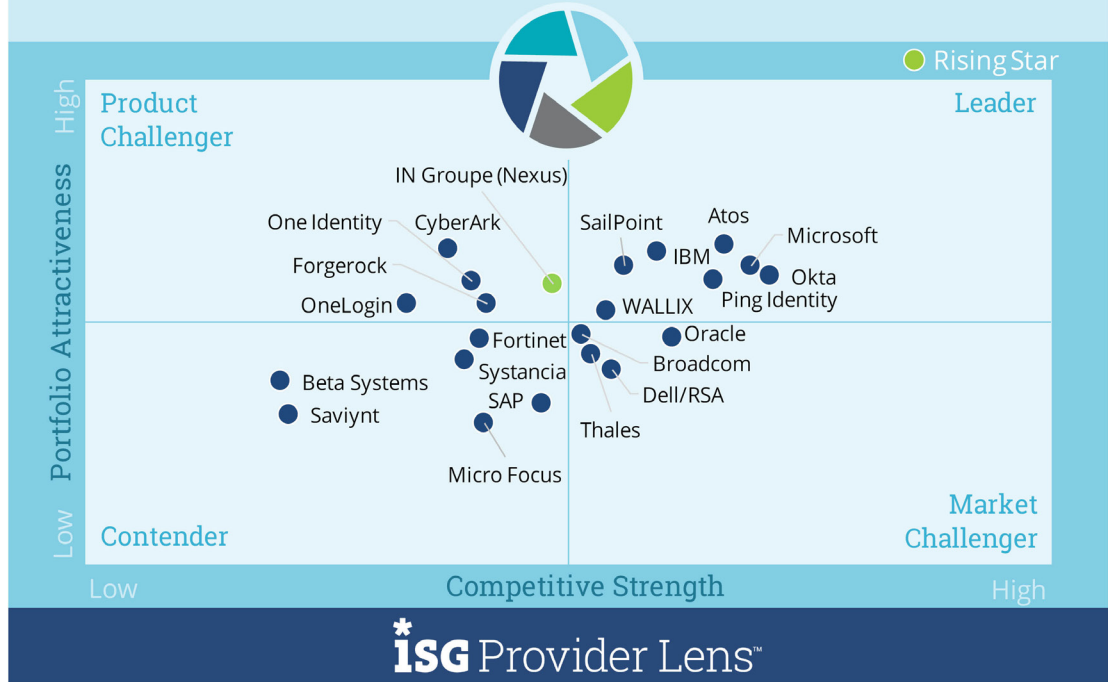 Rising Star
High
Product
Challenger
Leader
IN Groupe (Nexus)
One Identity
CyberArk
SailPoint
Atos
Microsoft
Forgerock
IBM
Okta
OneLogin
WALLIX
Ping Identity
Portfolio Attractiveness
Fortinet
Oracle
Systancia
Broadcom
Beta Systems
Dell/RSA
SAP
Saviynt
Thales
Micro Focus
Low
Contender
Market
Challenger
Low
Competitive Strength
High
*ISG Provider Lens™